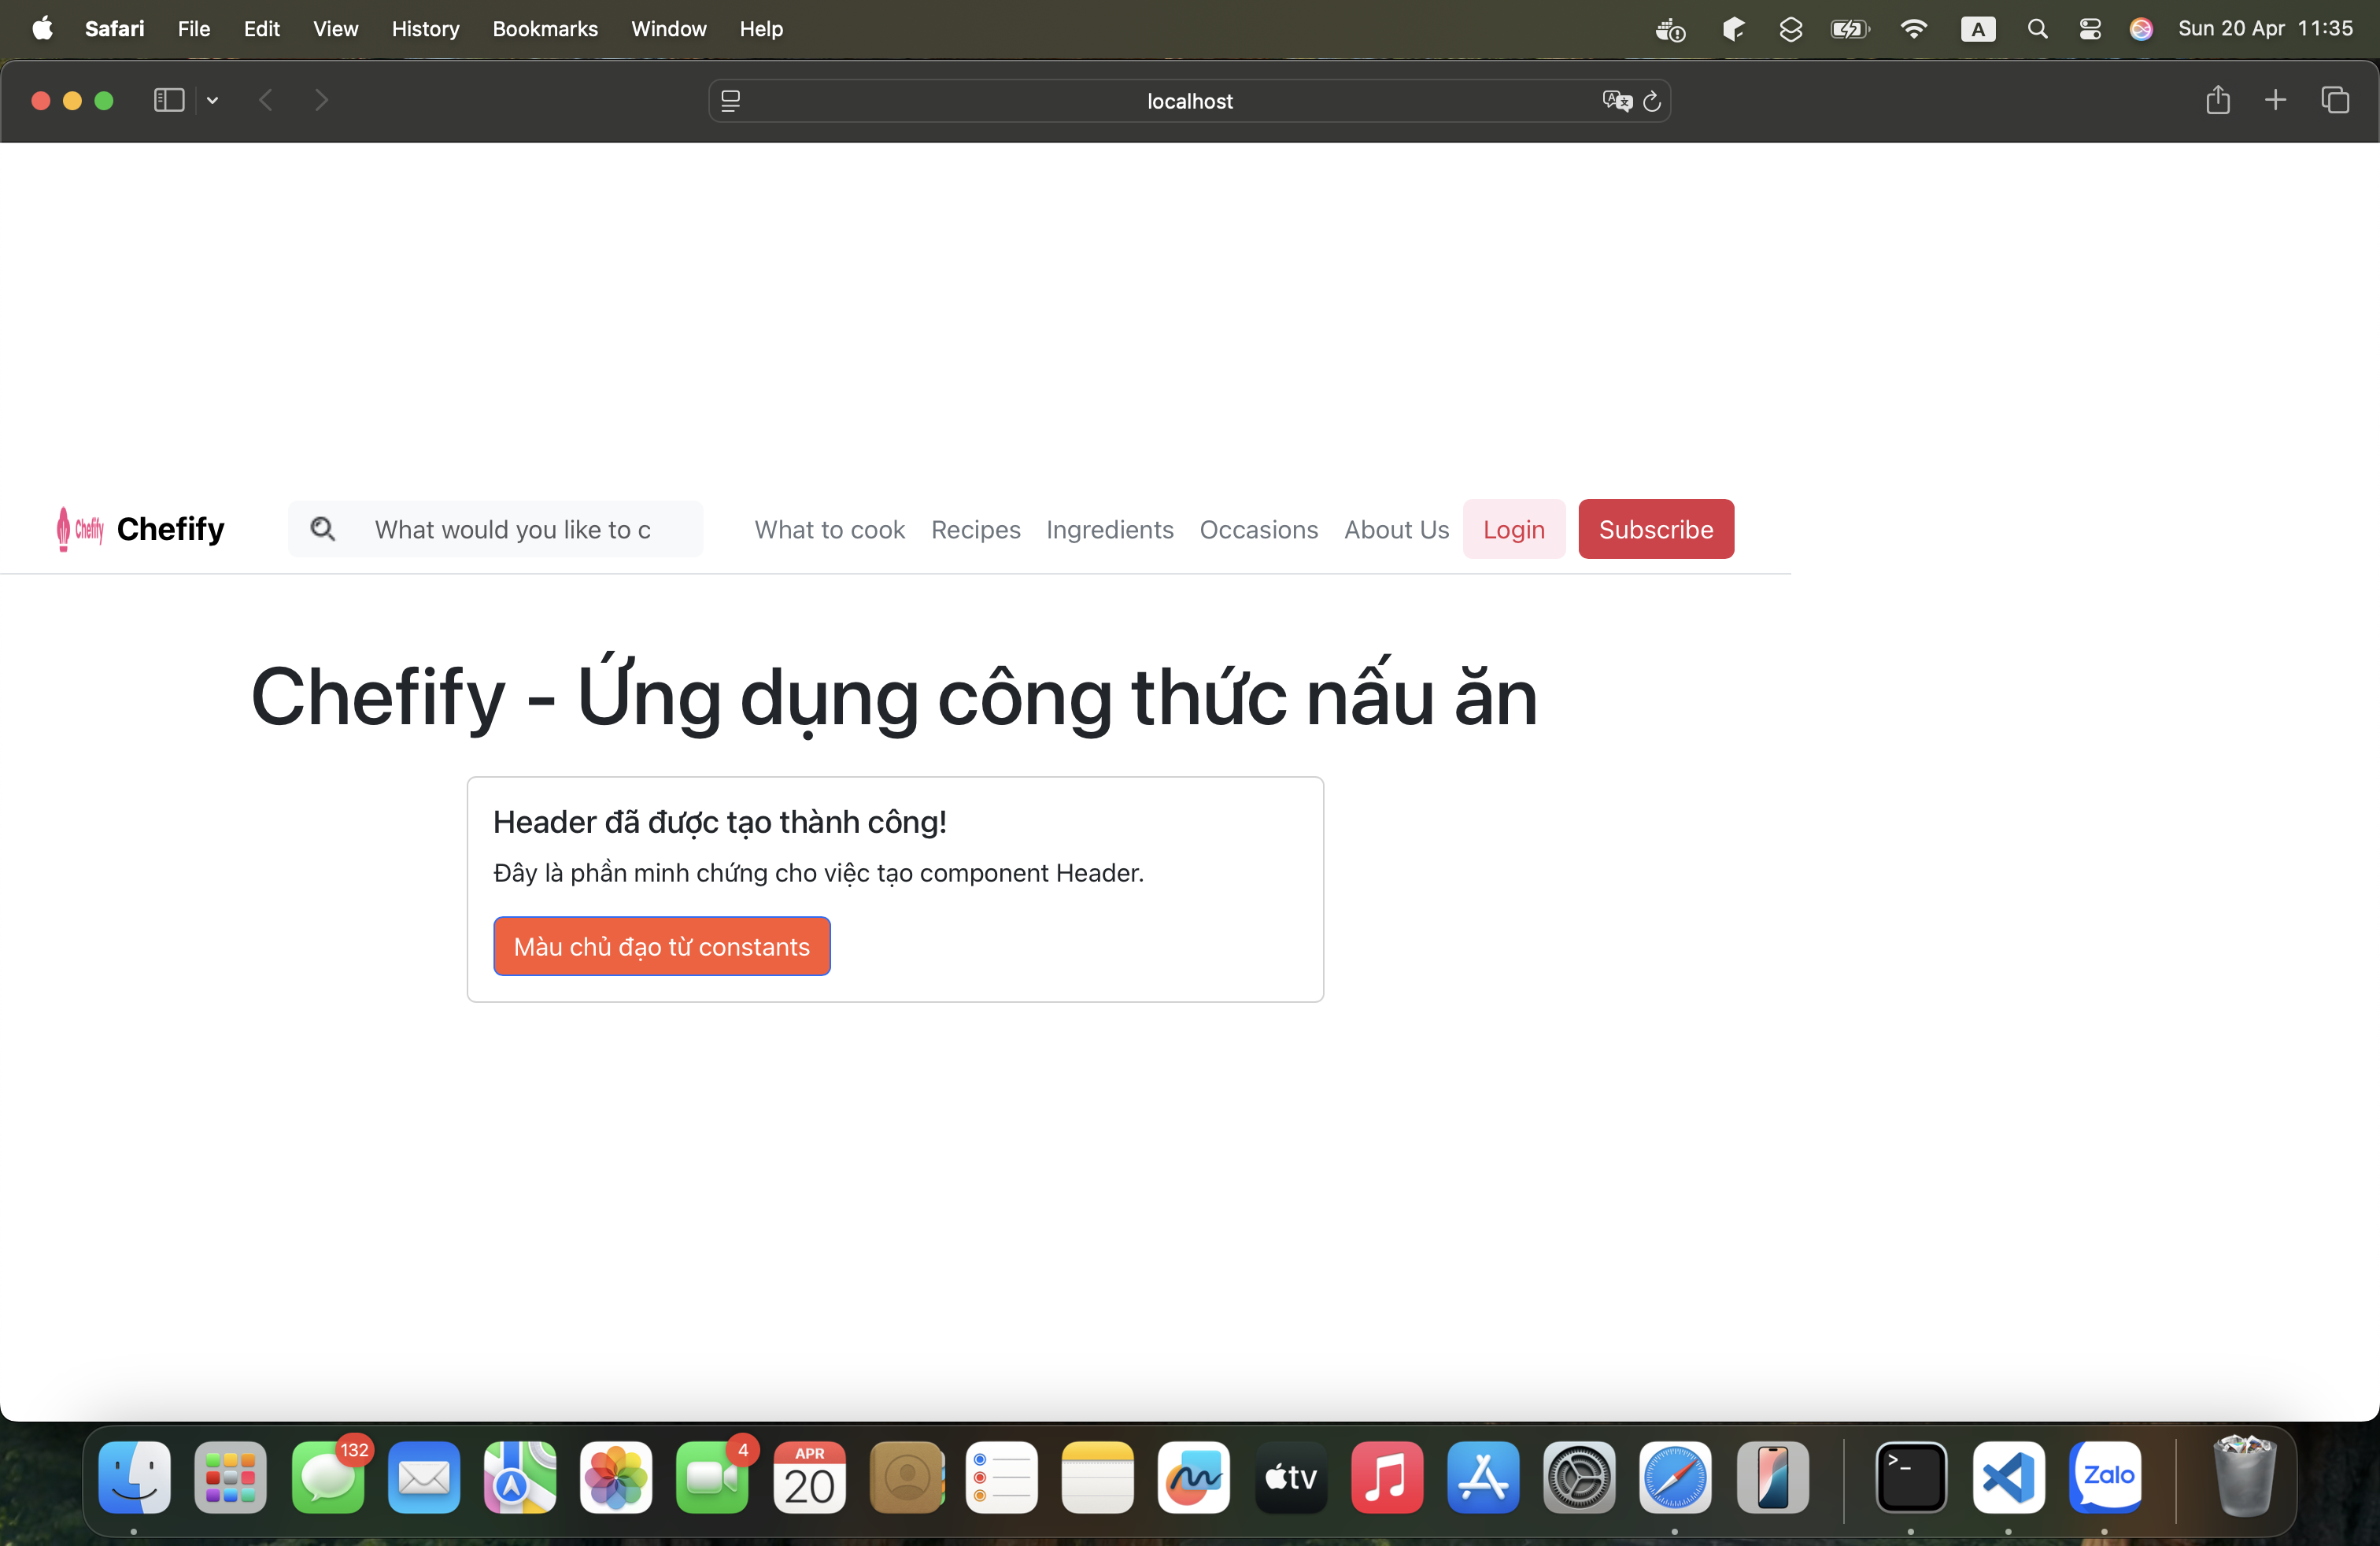 Safari File Edit View History Bookmarks Window Help A Sun 20 Apr 11:35
localhost
Chefify Chefify What would you like to c What to cook Recipes Ingredients Occasions About Us Login Subscribe
Chefify - Ứng dụng công thức nấu ăn
Header đã được tạo thành công!
Đây là phần minh chứng cho việc tạo component Header.
Màu chủ đạo từ constants
132 4 APR
20 tv >_ Zalo